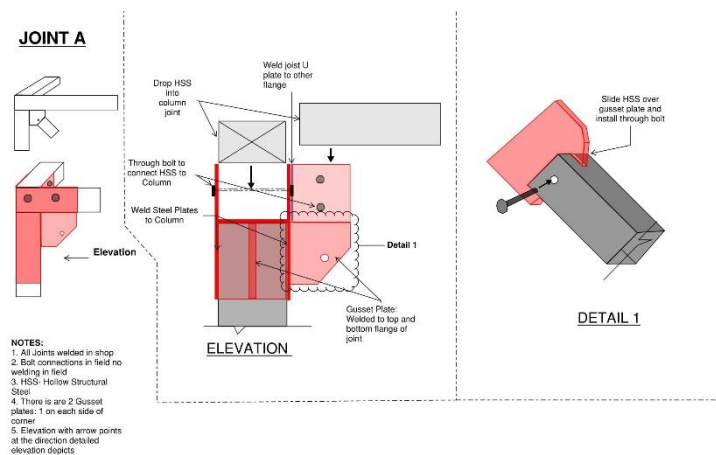 JOINT A
Elevation
NOTES:
1. All Joints welded in shop
2. Bolt connections in field no
welding in field
3. HSS- Hollow Structural
Steel
4. There is are 2 Gusset
plates: 1 on each side of
corner
5. Elevation with arrow points
at the direction detailed
elevation depicts
Drop HSS
into
column
joint
Weld joist U
plate to other
flange
Through bolt to
connect HSS to
Column
Weld Steel Plates
to Column
Detail 1
Gusset Plate:
Welded to top and
bottom flange of
joint
ELEVATION
Slide HSS over
gusset plate and
install through bolt
DETAIL 1